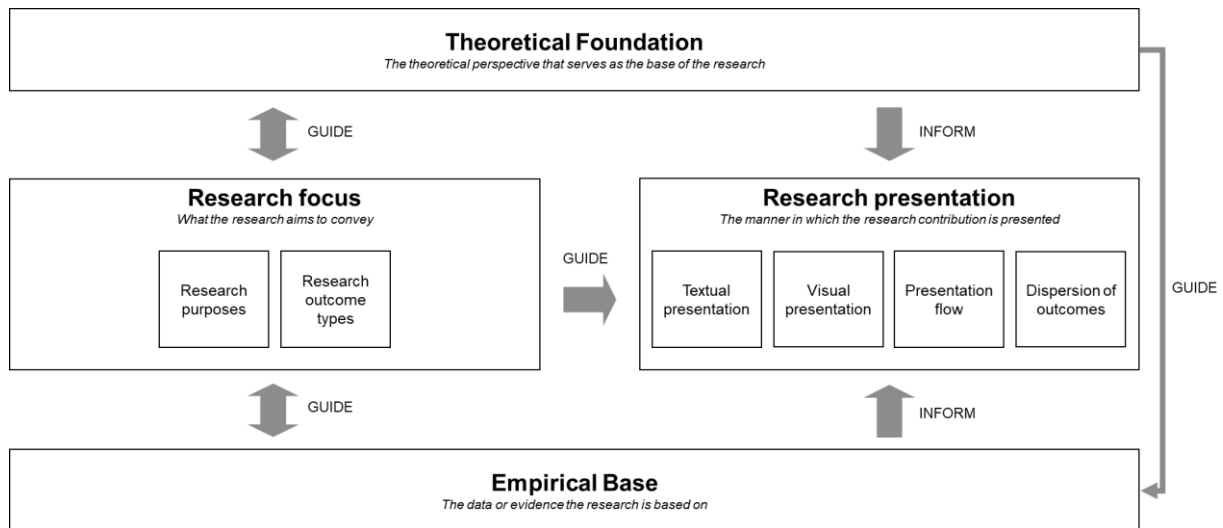 Theoretical Foundation
The theoretical perspective that serves as the base of the research
GUIDE
INFORM
Research focus
What the research aims to convey
Research
purposes
Research
outcome
types
GUIDE
Research presentation
The manner in which the research contribution is presented
Textual
presentation
Visual
presentation
Presentation
flow
Dispersion of
outcomes
GUIDE
GUIDE
INFORM
Empirical Base
The data or evidence the research is based on